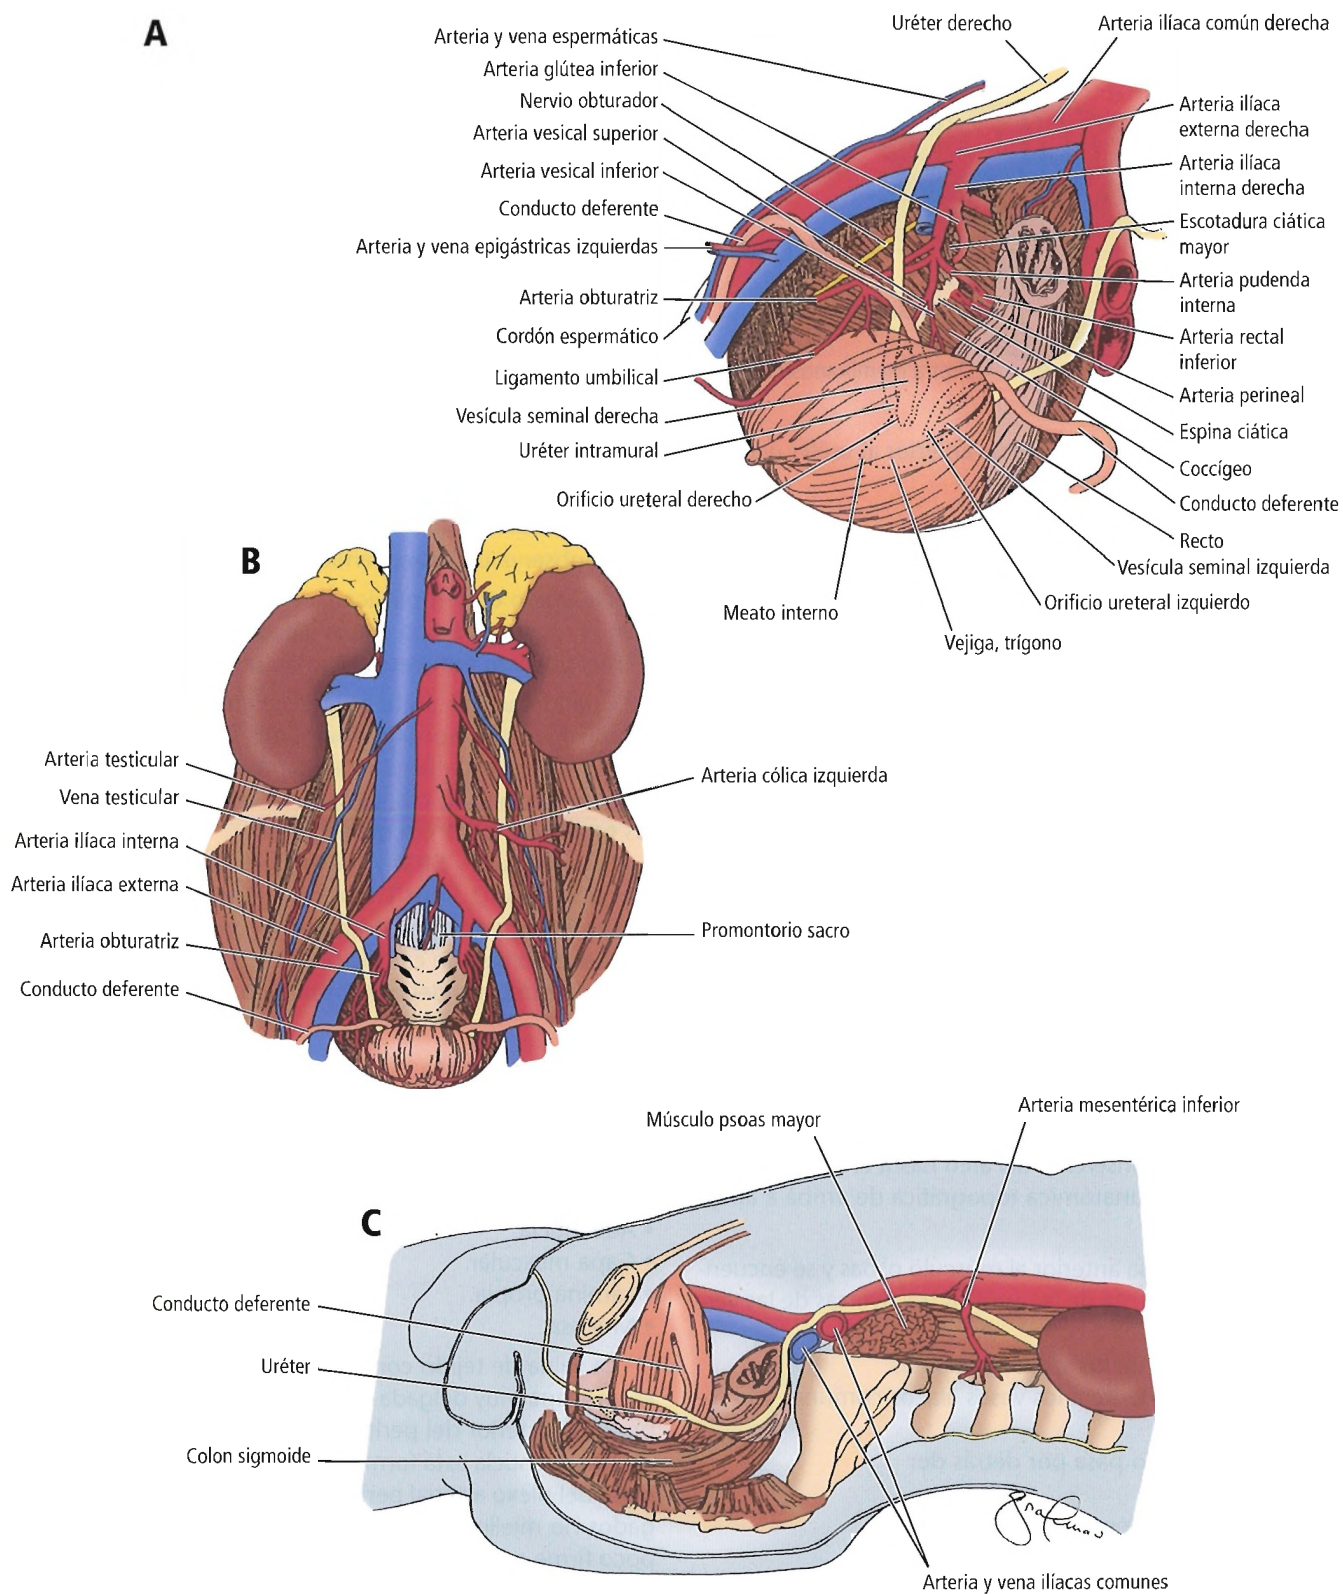 A
Arteria y vena espermáticas
Arteria glútea inferior
Nervio obturador
Arteria vesical superior
Arteria vesical inferior
Conducto deferente
Arteria y vena epigástricas izquierdas
Arteria obturatriz
Cordón espermático
Ligamento umbilical
Vesícula seminal derecha
Uréter intramural
Orificio ureteral derecho
Uréter derecho
Arteria ilíaca común derecha
Arteria ilíaca
externa derecha
Arteria ilíaca
interna derecha
Escotadura ciática
mayor
Arteria pudenda
interna
Arteria rectal
inferior
Arteria perineal
Espina ciática
Coccígeo
Conducto deferente
Recto
Vesícula seminal izquierda
Orificio ureteral izquierdo
Meato interno
Vejiga, trígono
B
Arteria testicular
Vena testicular
Arteria ilíaca interna
Arteria ilíaca externa
Arteria obturatriz
Conducto deferente
Arteria cólica izquierda
Promontorio sacro
C
Músculo psoas mayor
Arteria mesentérica inferior
Conducto deferente
Uréter
Colon sigmoide
Arteria y vena ilíacas comunes